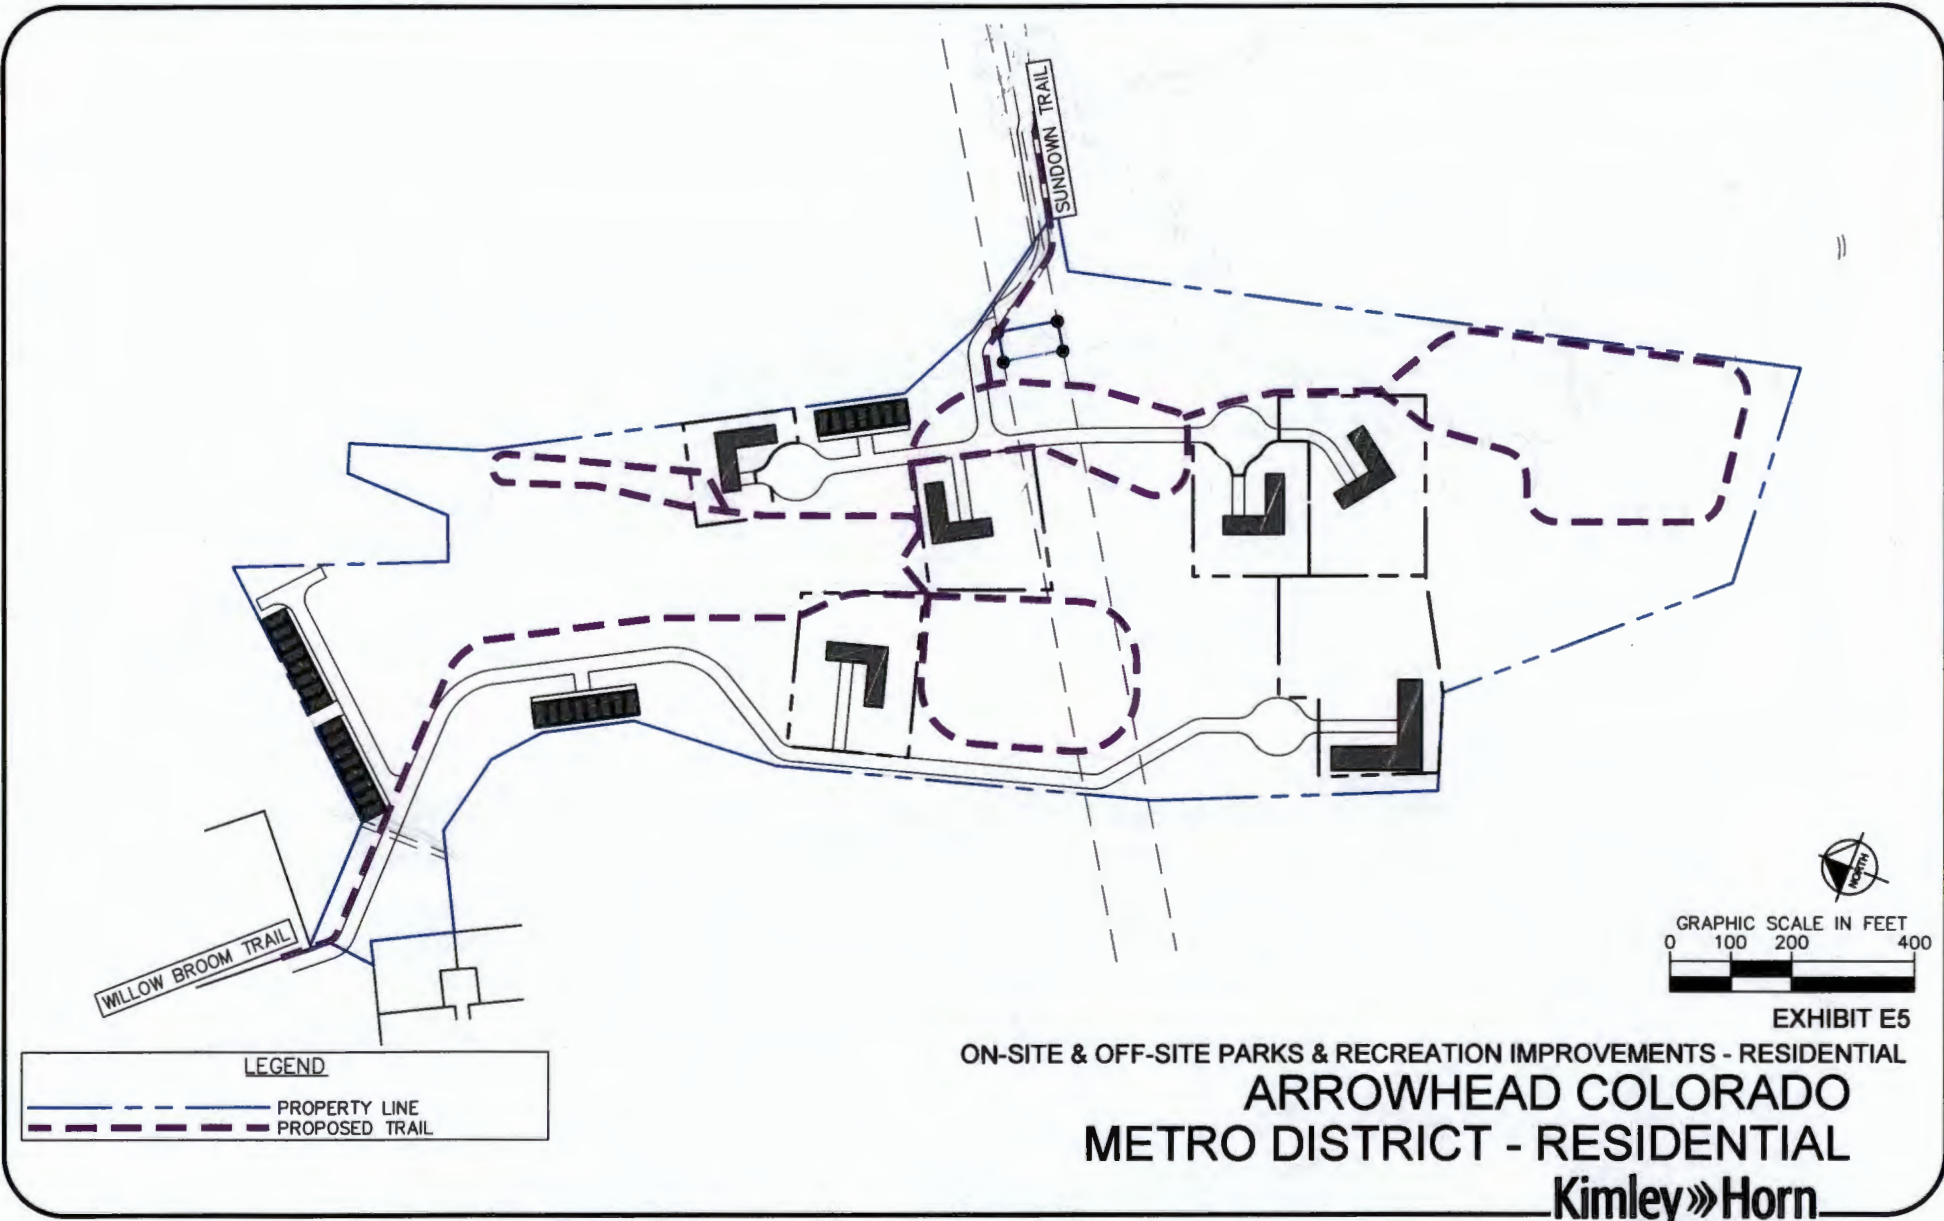 SUNDOWN TRAIL
WILLOW BROOM TRAIL
NORTH
GRAPHIC SCALE IN FEET
0 100 200 400
EXHIBIT E5
ON-SITE & OFF-SITE PARKS & RECREATION IMPROVEMENTS - RESIDENTIAL
ARROWHEAD COLORADO
METRO DISTRICT - RESIDENTIAL
Kimley»Horn
LEGEND
PROPERTY LINE
PROPOSED TRAIL